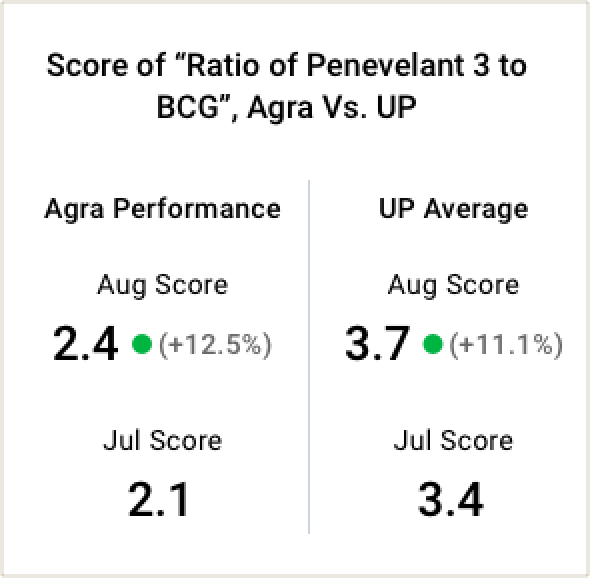 Score of “Ratio of Penevelant 3 to
BCG”, Agra Vs. UP
Agra Performance
Aug Score
2.4 (+12.5%)
Jul Score
2.1
UP Average
Aug Score
3.7 (+11.1%)
Jul Score
3.4